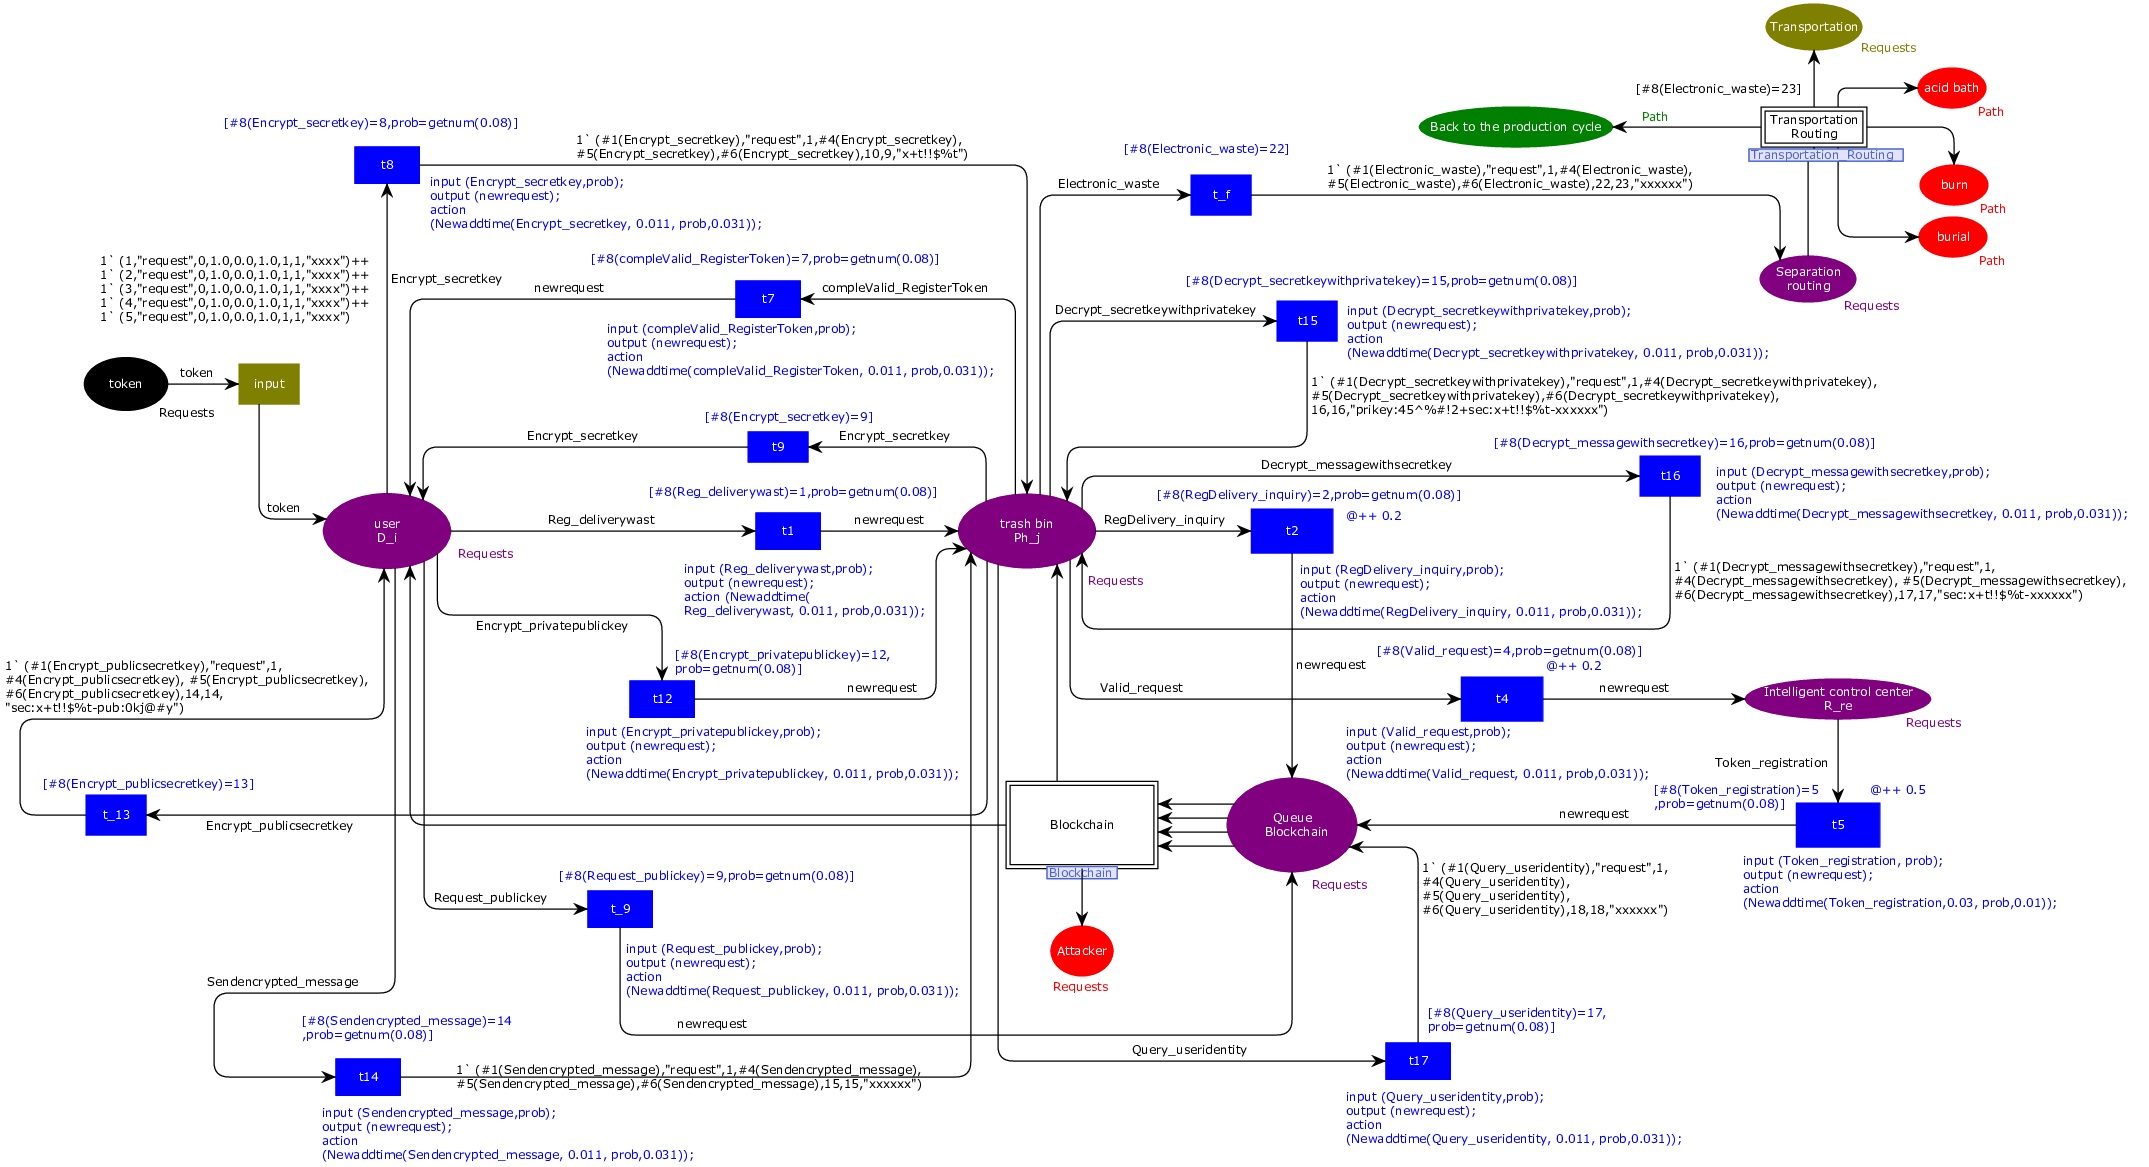 Transportation
Requests
[#8(Electronic_waste)=23]
acid bath
Path
Back to the production cycle
Path
Transportation
Routing
Transportation_Routing
burn
Path
burial
Path
Separation
routing
Requests
[#8(Encrypt_secretkey)=8,prob=getnum(0.08)]
t8
1` (#1(Encrypt_secretkey),"request",1,#4(Encrypt_secretkey),
#5(Encrypt_secretkey),#6(Encrypt_secretkey),10,9,"x+t!!$%t")
input (Encrypt_secretkey,prob);
output (newrequest);
action
(Newaddtime(Encrypt_secretkey, 0.011, prob,0.031));
[#8(Electronic_waste)=22]
Electronic_waste
t_f
1` (#1(Electronic_waste),"request",1,#4(Electronic_waste),
#5(Electronic_waste),#6(Electronic_waste),22,23,"xxxxxx")
1` (1,"request",0,1.0,0.0,1.0,1,1,"xxxx")++
1` (2,"request",0,1.0,0.0,1.0,1,1,"xxxx")++
1` (3,"request",0,1.0,0.0,1.0,1,1,"xxxx")++
1` (4,"request",0,1.0,0.0,1.0,1,1,"xxxx")++
1` (5,"request",0,1.0,0.0,1.0,1,1,"xxxx")
Encrypt_secretkey
[#8(compleValid_RegisterToken)=7,prob=getnum(0.08)]
newrequest
t7
compleValid_RegisterToken
input (compleValid_RegisterToken,prob);
output (newrequest);
action
(Newaddtime(compleValid_RegisterToken, 0.011, prob,0.031));
[#8(Decrypt_secretkeywithprivatekey)=15,prob=getnum(0.08)]
Decrypt_secretkeywithprivatekey
t15
input (Decrypt_secretkeywithprivatekey,prob);
output (newrequest);
action
(Newaddtime(Decrypt_secretkeywithprivatekey, 0.011, prob,0.031));
1` (#1(Decrypt_secretkeywithprivatekey),"request",1,#4(Decrypt_secretkeywithprivatekey),
#5(Decrypt_secretkeywithprivatekey),#6(Decrypt_secretkeywithprivatekey),
16,16,"prikey:45^%#!2+sec:x+t!!$%t-xxxxxx")
token
token
input
Requests
token
[#8(Encrypt_secretkey)=9]
Encrypt_secretkey
t9
Encrypt_secretkey
[#8(Decrypt_messagewithsecretkey)=16,prob=getnum(0.08)]
Decrypt_messagewithsecretkey
t16
input (Decrypt_messagewithsecretkey,prob);
output (newrequest);
action
(Newaddtime(Decrypt_messagewithsecretkey, 0.011, prob,0.031));
[#8(Reg_deliverywast)=1,prob=getnum(0.08)]
user
D_i
Requests
Reg_deliverywast
t1
newrequest
input (Reg_deliverywast,prob);
output (newrequest);
action (Newaddtime(
Reg_deliverywast, 0.011, prob,0.031));
trash bin
Ph_j
Requests
[#8(RegDelivery_inquiry)=2,prob=getnum(0.08)]
@++ 0.2
RegDelivery_inquiry
t2
input (RegDelivery_inquiry,prob);
output (newrequest);
action
(Newaddtime(RegDelivery_inquiry, 0.011, prob,0.031));
1` (#1(Decrypt_messagewithsecretkey),"request",1,
#4(Decrypt_messagewithsecretkey), #5(Decrypt_messagewithsecretkey),
#6(Decrypt_messagewithsecretkey),17,17,"sec:x+t!!$%t-xxxxxx")
Encrypt_privatepublickey
[#8(Encrypt_privatepublickey)=12,
prob=getnum(0.08)]
t12
newrequest
input (Encrypt_privatepublickey,prob);
output (newrequest);
action
(Newaddtime(Encrypt_privatepublickey, 0.011, prob,0.031));
newrequest
[#8(Valid_request)=4,prob=getnum(0.08)]
@++ 0.2
Valid_request
t4
newrequest
Intelligent control center
R_re
Requests
input (Valid_request,prob);
output (newrequest);
action
(Newaddtime(Valid_request, 0.011, prob,0.031));
1` (#1(Encrypt_publicsecretkey),"request",1,
#4(Encrypt_publicsecretkey), #5(Encrypt_publicsecretkey),
#6(Encrypt_publicsecretkey),14,14,
"sec:x+t!!$%t-pub:0kj@#y")
[#8(Encrypt_publicsecretkey)=13]
t_13
Encrypt_publicsecretkey
Token_registration
[#8(Token_registration)=5
,prob=getnum(0.08)]
@++ 0.5
newrequest
t5
input (Token_registration, prob);
output (newrequest);
action
(Newaddtime(Token_registration,0.03, prob,0.01));
Blockchain
Blockchain
Queue
Blockchain
Requests
Attacker
Requests
1` (#1(Query_useridentity),"request",1,
#4(Query_useridentity),
#5(Query_useridentity),
#6(Query_useridentity),18,18,"xxxxxx")
[#8(Request_publickey)=9,prob=getnum(0.08)]
Request_publickey
t_9
input (Request_publickey,prob);
output (newrequest);
action
(Newaddtime(Request_publickey, 0.011, prob,0.031));
newrequest
Sendencrypted_message
[#8(Sendencrypted_message)=14
,prob=getnum(0.08)]
t14
1` (#1(Sendencrypted_message),"request",1,#4(Sendencrypted_message),
#5(Sendencrypted_message),#6(Sendencrypted_message),15,15,"xxxxxx")
input (Sendencrypted_message,prob);
output (newrequest);
action
(Newaddtime(Sendencrypted_message, 0.011, prob,0.031));
Query_useridentity
[#8(Query_useridentity)=17,
prob=getnum(0.08)]
t17
input (Query_useridentity,prob);
output (newrequest);
action
(Newaddtime(Query_useridentity, 0.011, prob,0.031));